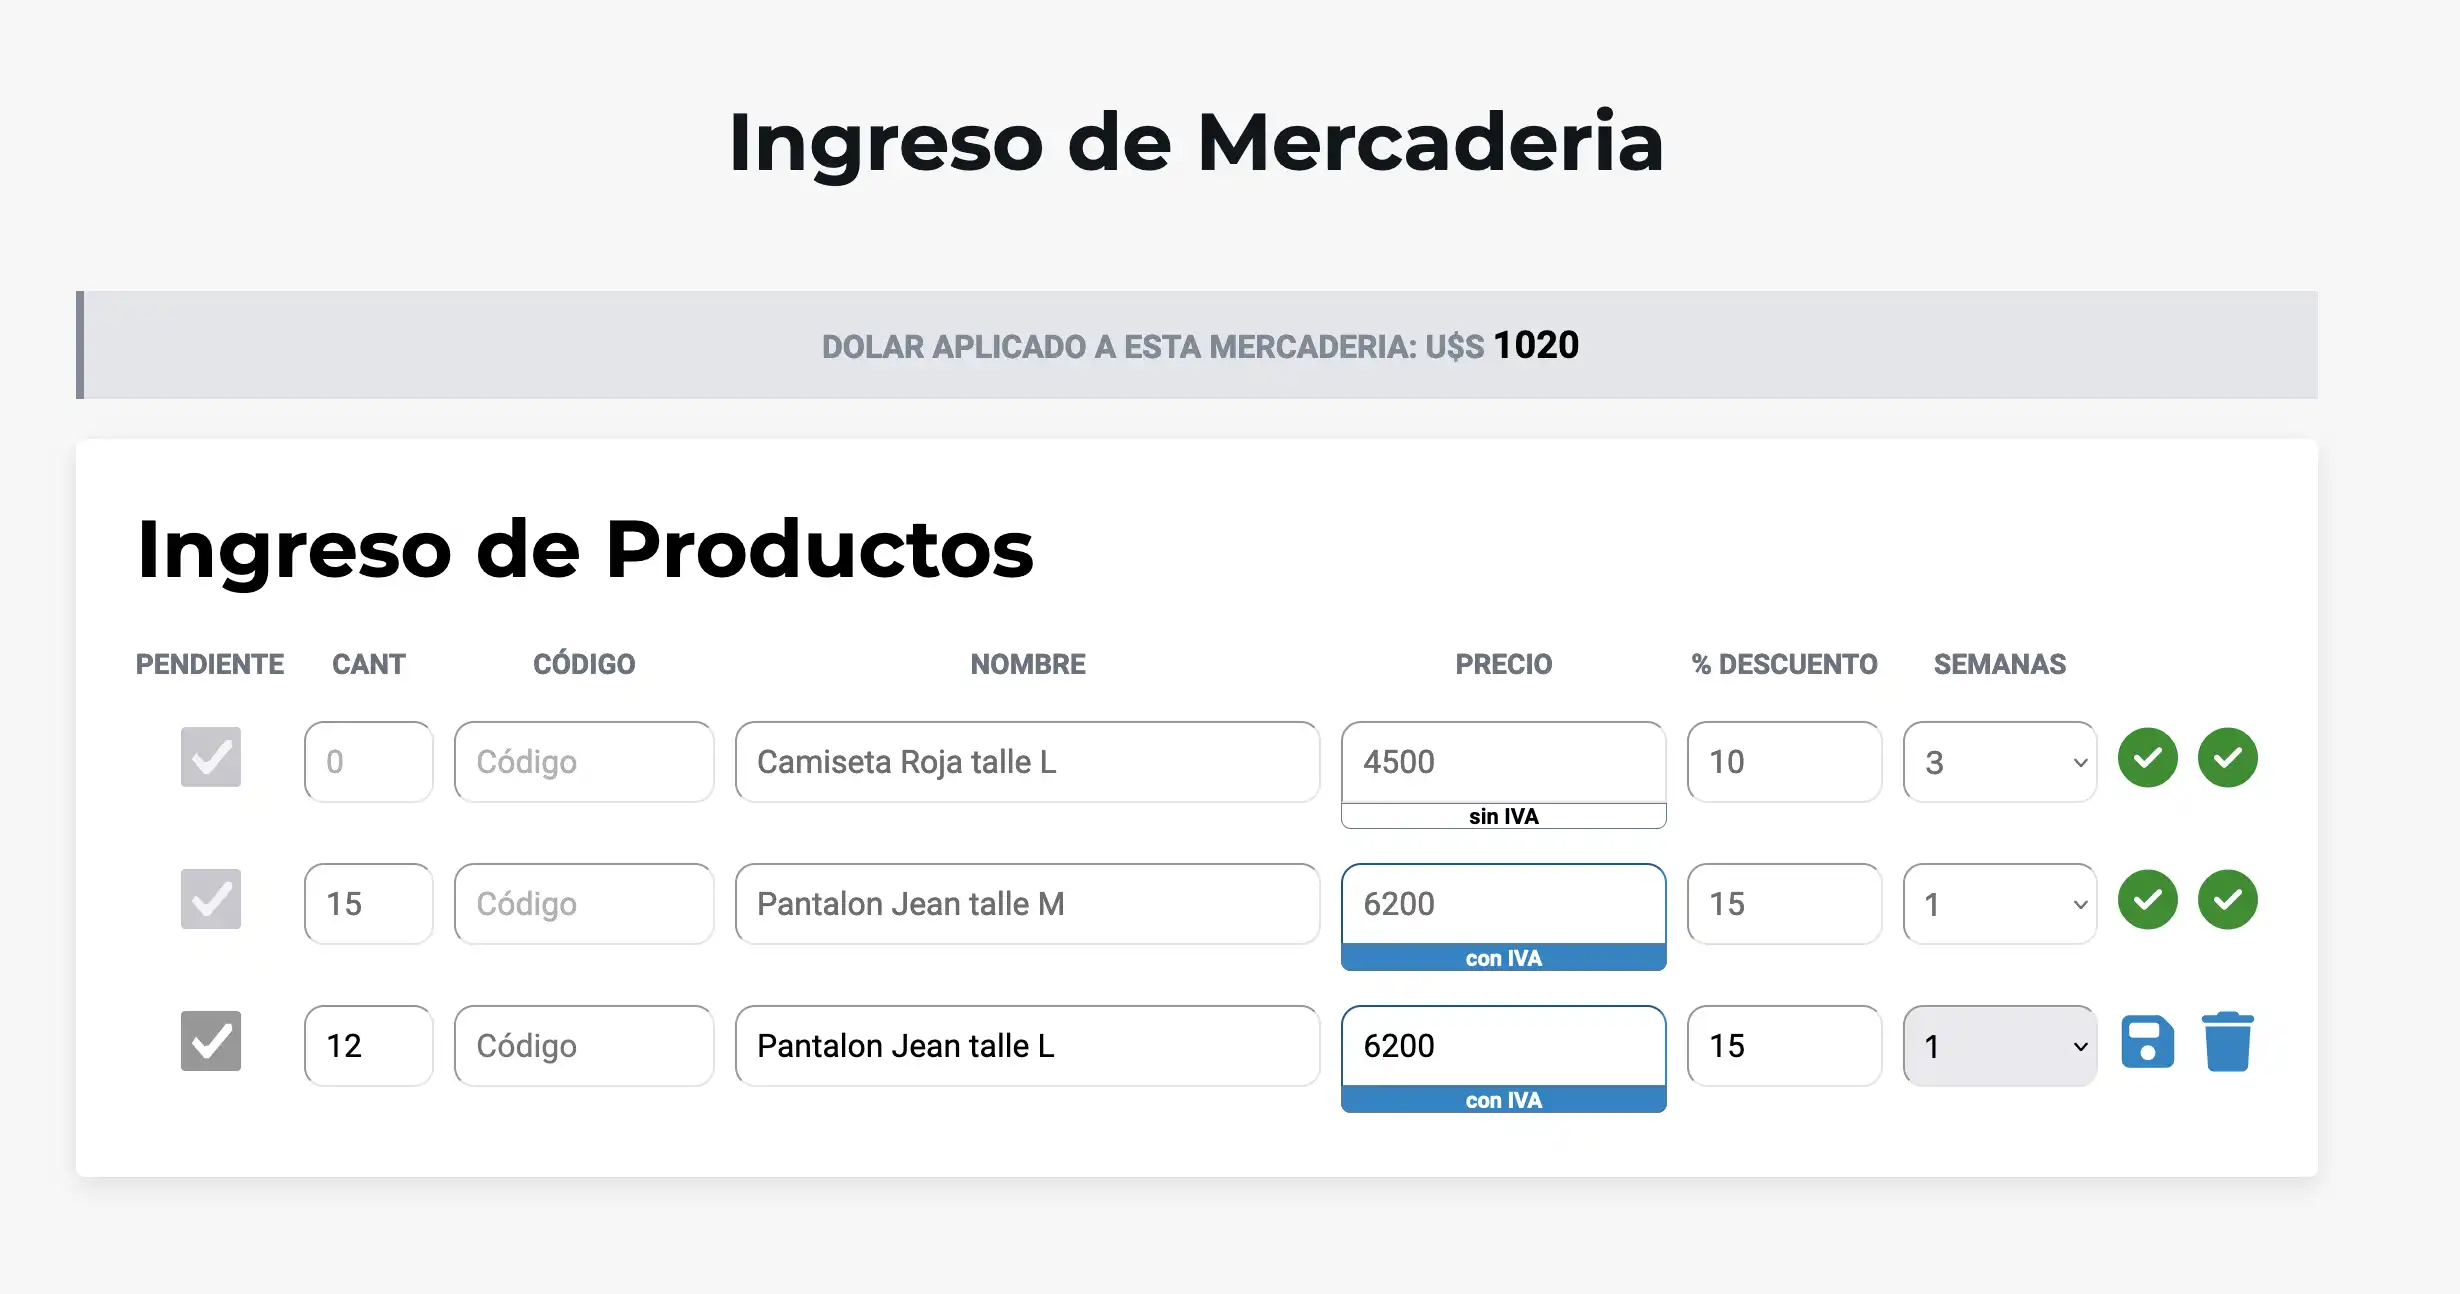 Ingreso de Mercaderia
DOLAR APLICADO A ESTA MERCADERIA: U$S 1020
Ingreso de Productos
PENDIENTE CANT CÓDIGO NOMBRE PRECIO % DESCUENTO SEMANAS
0 Código Camiseta Roja talle L 4500 10 3
sin IVA
15 Código Pantalon Jean talle M 6200 15 1
con IVA
12 Código Pantalon Jean talle L 6200 15 1
con IVA